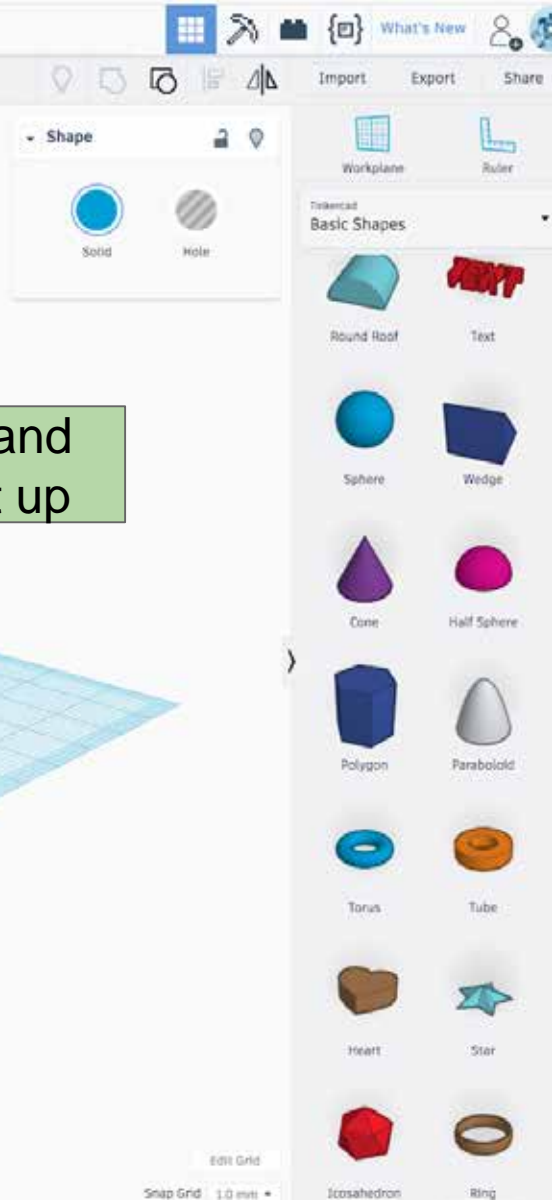 What's New
Import Export Share
Shape
Solid Hole
Workplane Ruler
Tinkercad
Basic Shapes
TEXT
Round Roof Text
and
t up
Sphere Wedge
Cone Half Sphere
Polygon Paraboloid
Torus Tube
Heart Star
Edit Grid
Snap Grid 1.0 mm
Icosahedron Ring